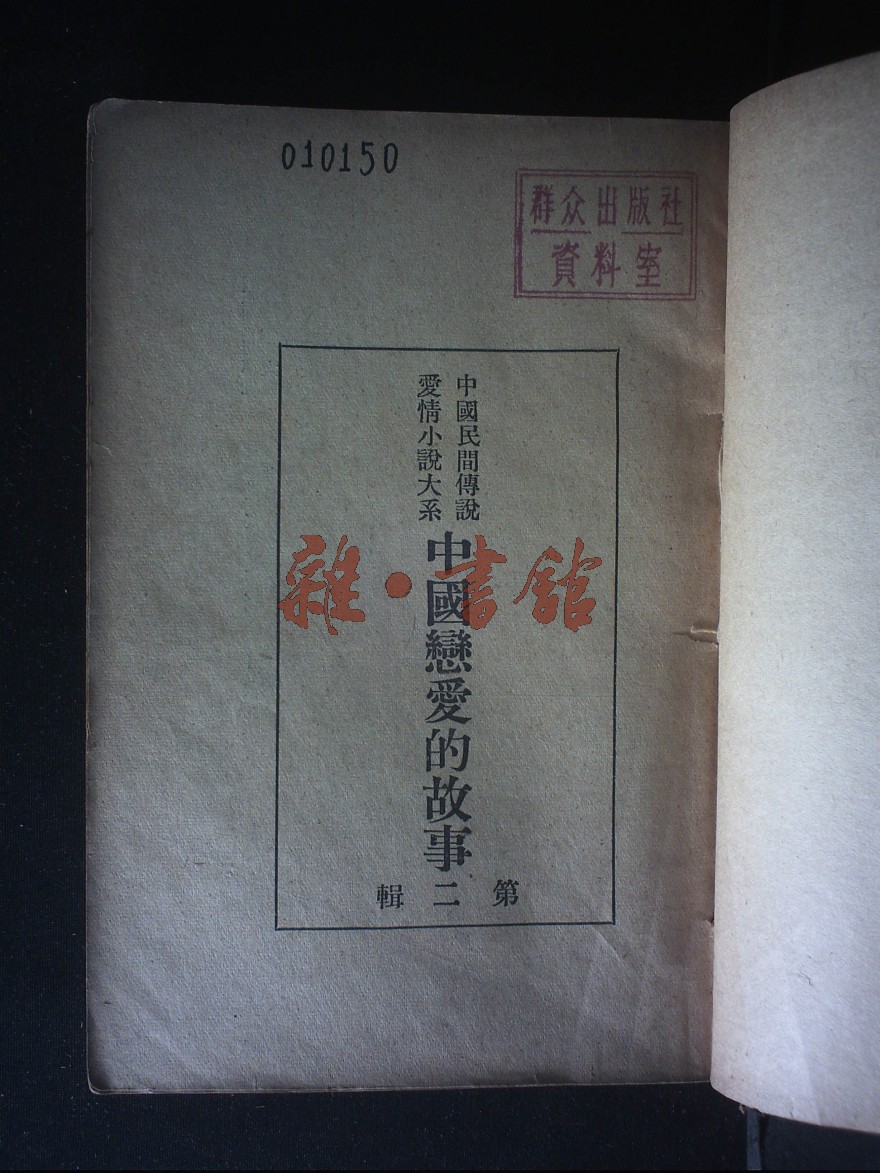 010150
群众出版社
資料室
中國民間傳說
愛情小說大系
中國戀愛的故事
第二輯
雜·書館